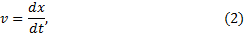 v = dx/dt, (2)